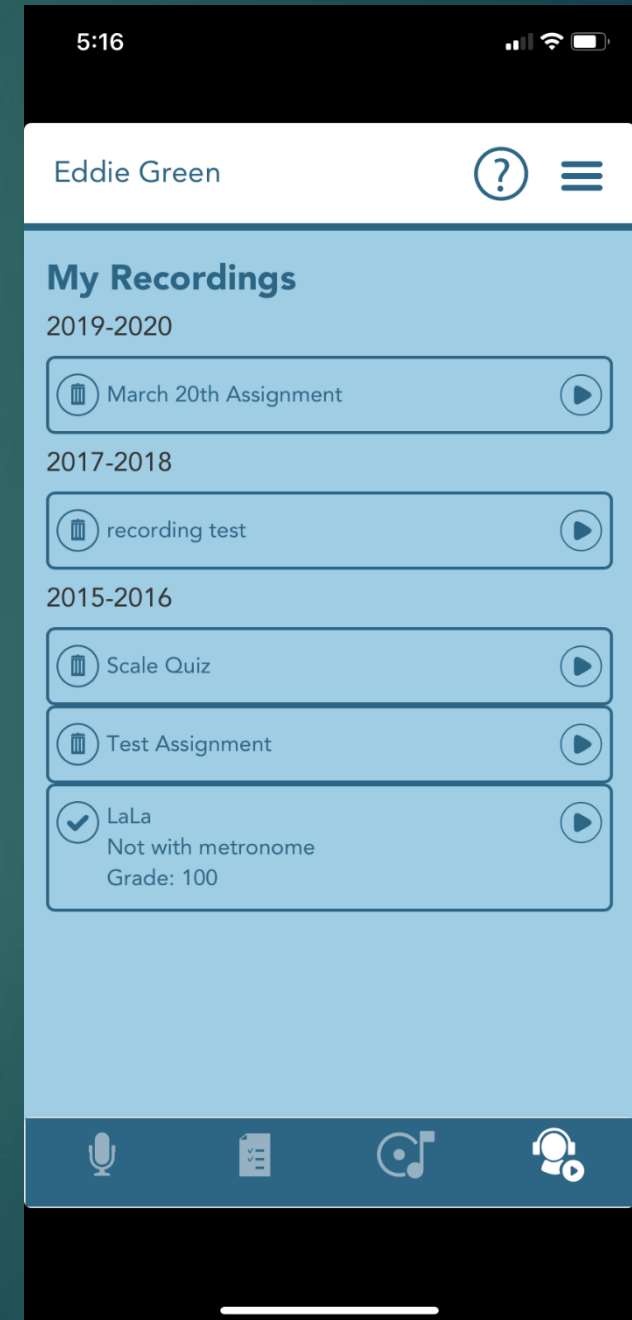 5:16
Eddie Green
?
My Recordings
2019-2020
March 20th Assignment
2017-2018
recording test
2015-2016
Scale Quiz
Test Assignment
LaLa
Not with metronome
Grade: 100